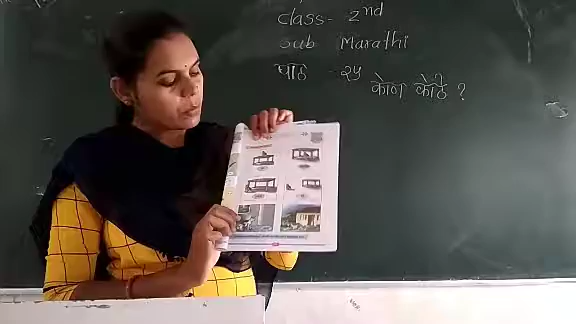 class- 2nd
Sub Marathi
पाठ - २५ कोण कोठे ?